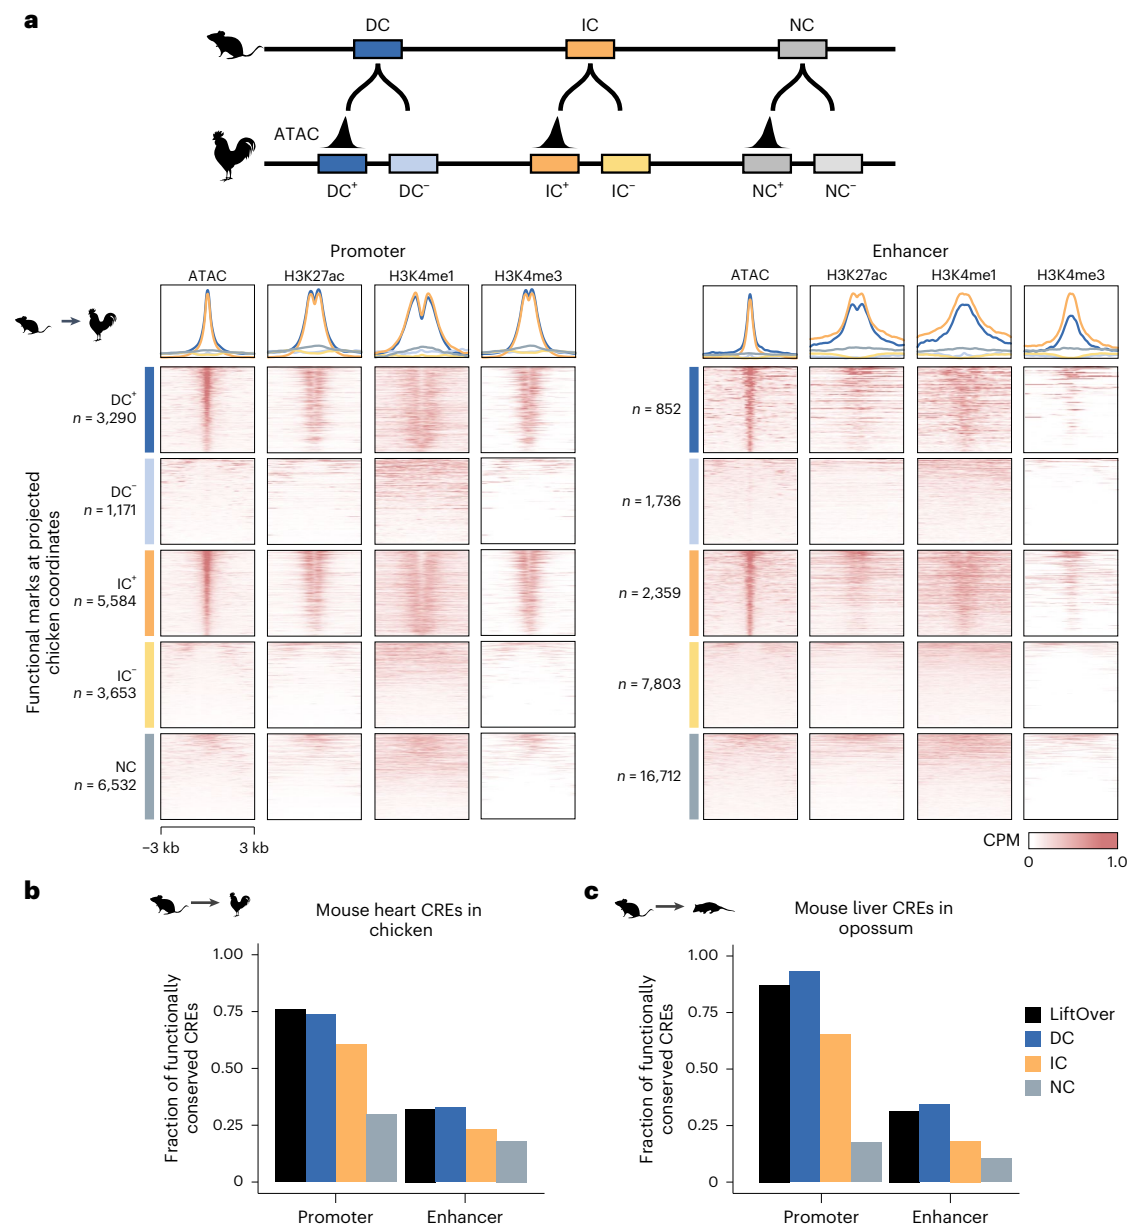 a
DC IC NC
ATAC
DC+ DC− IC+ IC− NC+ NC−
Promoter Enhancer
ATAC H3K27ac H3K4me1 H3K4me3 ATAC H3K27ac H3K4me1 H3K4me3
Functional marks at projected
chicken coordinates
DC+
n = 3,290
n = 852
DC−
n = 1,171
n = 1,736
IC+
n = 5,584
n = 2,359
IC−
n = 3,653
n = 7,803
NC
n = 6,532
n = 16,712
−3 kb 3 kb
CPM
0 1.0
b
Mouse heart CREs in
chicken
Fraction of functionally
conserved CREs
1.00
0.75
0.50
0.25
0
Promoter Enhancer
c
Mouse liver CREs in
opossum
Fraction of functionally
conserved CREs
1.00
0.75
0.50
0.25
0
Promoter Enhancer
LiftOver
DC
IC
NC